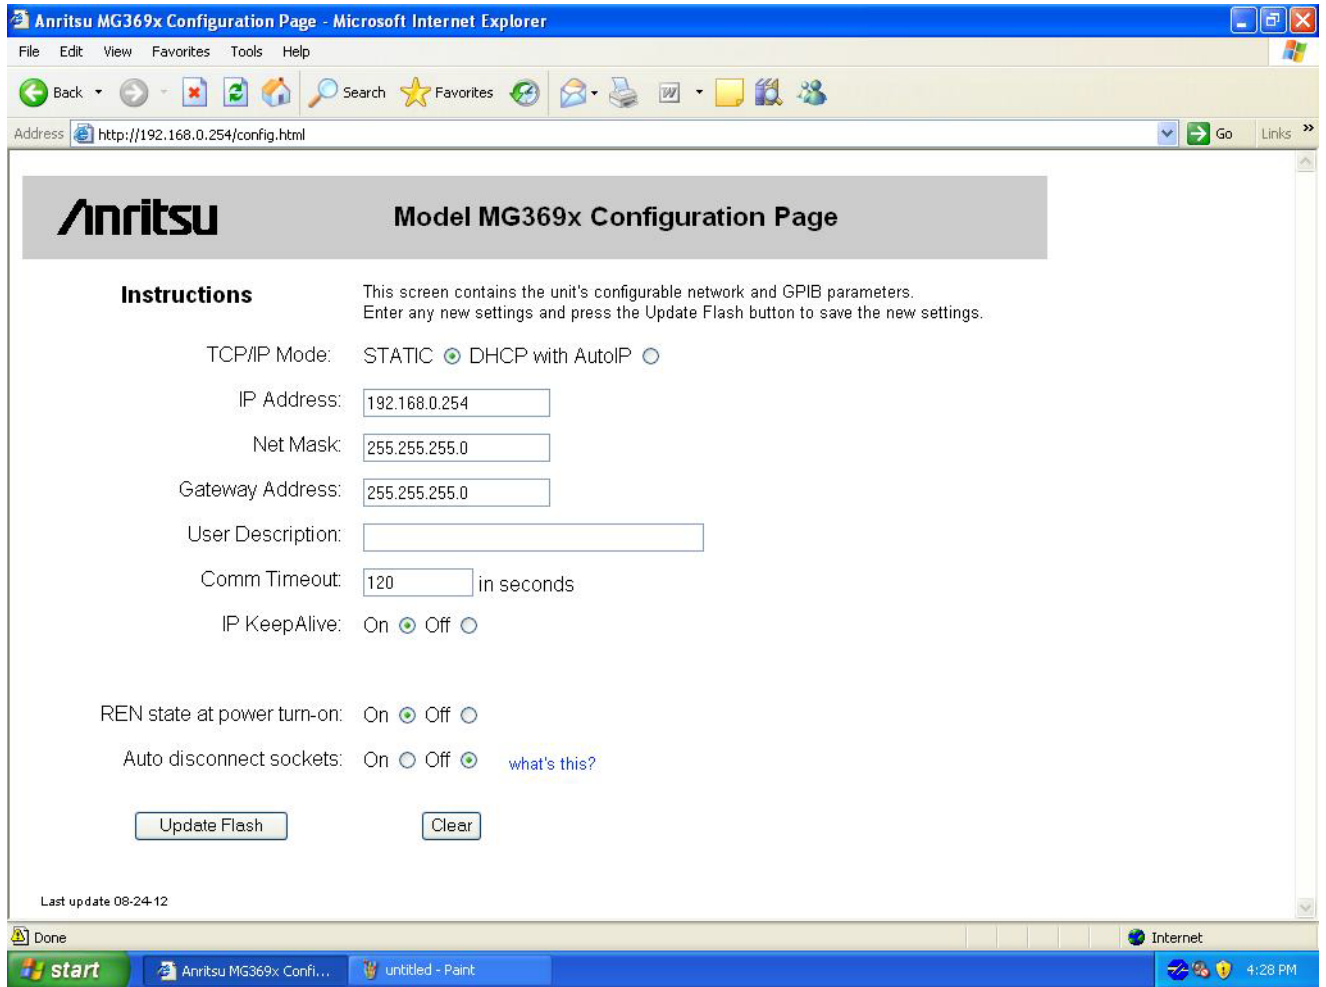 Anritsu MG369x Configuration Page - Microsoft Internet Explorer
File Edit View Favorites Tools Help
Back Search Favorites
Address http://192.168.0.254/config.html Go Links »
Anritsu Model MG369x Configuration Page
Instructions This screen contains the unit's configurable network and GPIB parameters.
Enter any new settings and press the Update Flash button to save the new settings.
TCP/IP Mode: STATIC DHCP with AutoIP
IP Address: 192.168.0.254
Net Mask: 255.255.255.0
Gateway Address: 255.255.255.0
User Description:
Comm Timeout: 120 in seconds
IP KeepAlive: On Off
REN state at power turn-on: On Off
Auto disconnect sockets: On Off what's this?
Update Flash Clear
Last update 08-24-12
Done Internet
start Anritsu MG369x Confi... untitled - Paint 4:28 PM